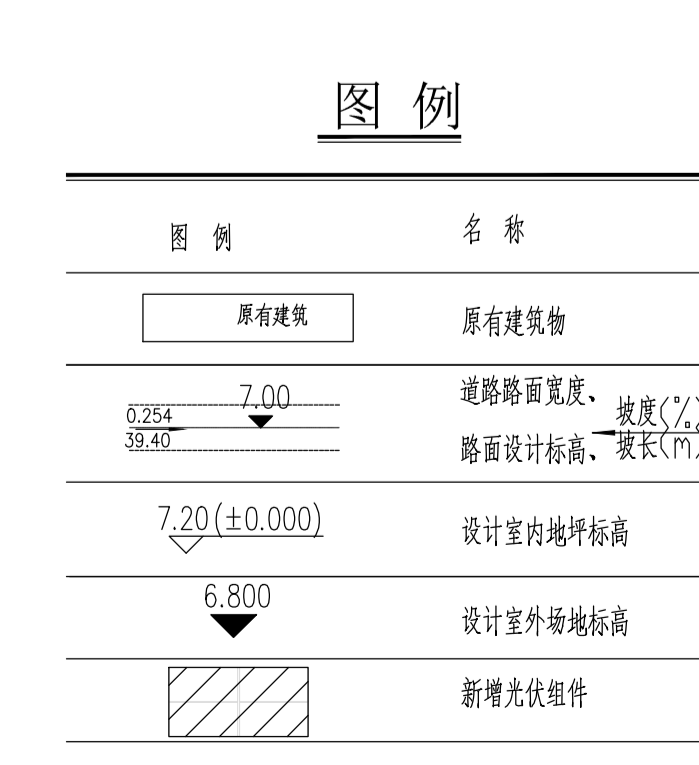 图 例
图 例 名 称
原有建筑 原有建筑物
7.00 道路路面宽度、
0.254 坡度(%)
39.40 路面设计标高、坡长(m)
7.20(±0.000) 设计室内地坪标高
6.800 设计室外场地标高
新增光伏组件